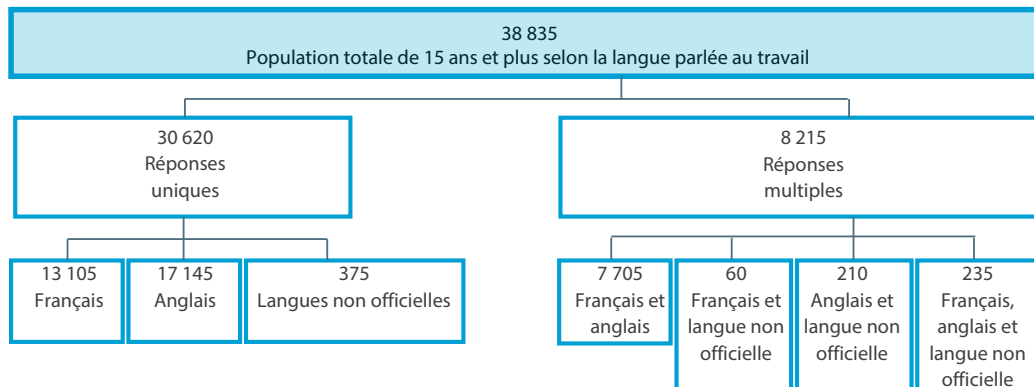 38 835
Population totale de 15 ans et plus selon la langue parlée au travail
30 620
Réponses
uniques
8 215
Réponses
multiples
13 105
Français
17 145
Anglais
375
Langues non officielles
7 705
Français et
anglais
60
Français et
langue non
officielle
210
Anglais et
langue non
officielle
235
Français,
anglais et
langue non
officielle